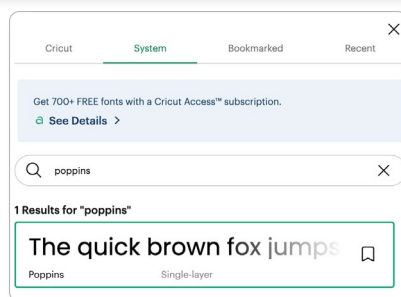 Cricut System Bookmarked Recent
Get 700+ FREE fonts with a Cricut Access™ subscription.
a See Details >
poppins
1 Results for "poppins"
The quick brown fox jumps
Poppins Single-layer